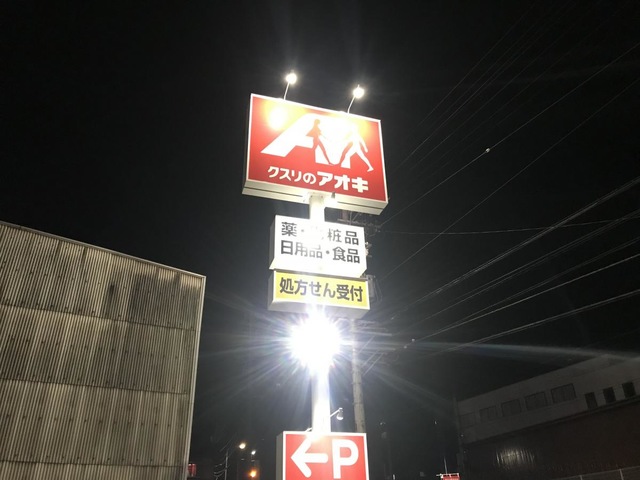 クスリのアオキ
薬・化粧品
日用品・食品
処方せん受付
←P